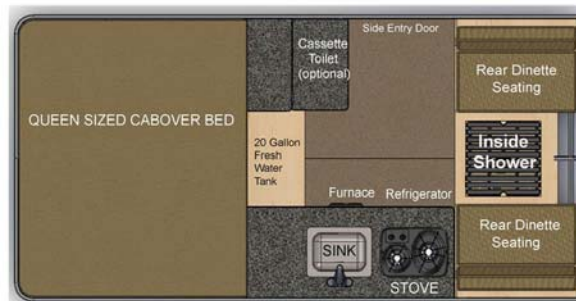 Side Entry Door
Cassette
Toilet
(optional)
Rear Dinette
Seating
QUEEN SIZED CABOVER BED
20 Gallon
Fresh
Water
Tank
Inside
Shower
Furnace
Refrigerator
SINK
STOVE
Rear Dinette
Seating